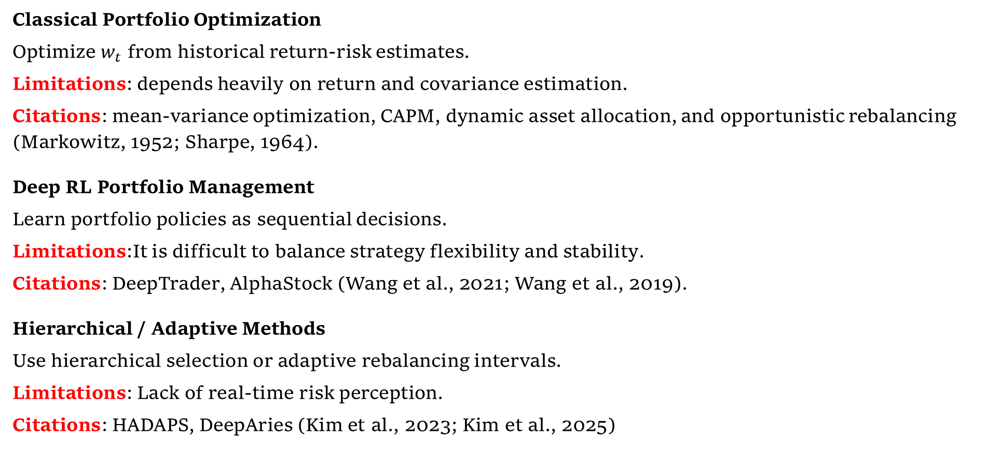 Classical Portfolio Optimization
Optimize w_t from historical return-risk estimates.
Limitations: depends heavily on return and covariance estimation.
Citations: mean-variance optimization, CAPM, dynamic asset allocation, and opportunistic rebalancing
(Markowitz, 1952; Sharpe, 1964).
Deep RL Portfolio Management
Learn portfolio policies as sequential decisions.
Limitations:It is difficult to balance strategy flexibility and stability.
Citations: DeepTrader, AlphaStock (Wang et al., 2021; Wang et al., 2019).
Hierarchical / Adaptive Methods
Use hierarchical selection or adaptive rebalancing intervals.
Limitations: Lack of real-time risk perception.
Citations: HADAPS, DeepAries (Kim et al., 2023; Kim et al., 2025)